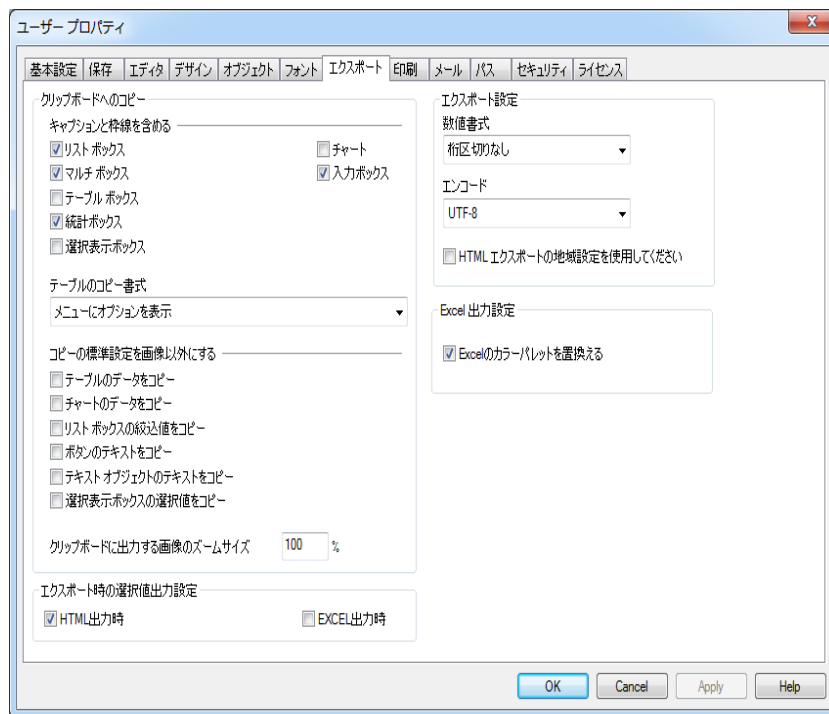 ユーザー プロパティ
X
基本設定 保存 エディタ デザイン オブジェクト フォント エクスポート 印刷 メール パス セキュリティ ライセンス
クリップボードへのコピー
キャプションと枠線を含める
リスト ボックス
チャート
マルチ ボックス
入力ボックス
テーブル ボックス
統計ボックス
選択表示ボックス
テーブルのコピー書式
メニューにオプションを表示
コピーの標準設定を画像以外にする
テーブルのデータをコピー
チャートのデータをコピー
リスト ボックスの絞込値をコピー
ボタンのテキストをコピー
テキスト オブジェクトのテキストをコピー
選択表示ボックスの選択値をコピー
クリップボードに出力する画像のズームサイズ 100 %
エクスポート時の選択値出力設定
HTML出力時
EXCEL出力時
エクスポート設定
数値書式
桁区切りなし
エンコード
UTF-8
HTML エクスポートの地域設定を使用してください
Excel 出力設定
Excelのカラーパレットを置換える
OK Cancel Apply Help